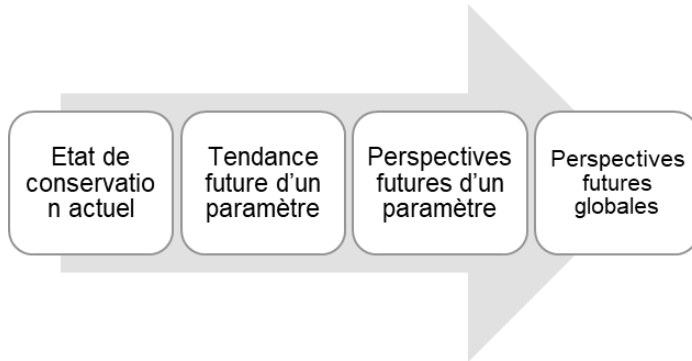 Etat de
conservatio
n actuel
Tendance
future d’un
paramètre
Perspectives
futures d’un
paramètre
Perspectives
futures
globales